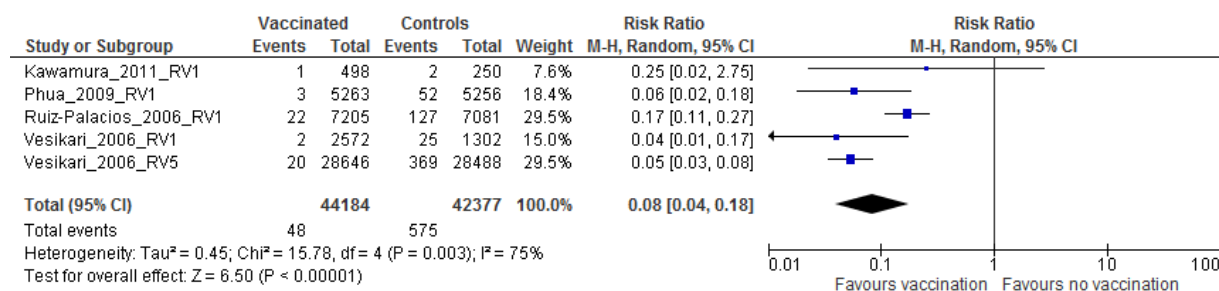 Vaccinated Controls Risk Ratio Risk Ratio
Study or Subgroup Events Total Events Total Weight M-H, Random, 95% CI M-H, Random, 95% CI
Kawamura_2011_RV1 1 498 2 250 7.6% 0.25 [0.02, 2.75]
Phua_2009_RV1 3 5263 52 5256 18.4% 0.06 [0.02, 0.18]
Ruiz-Palacios_2006_RV1 22 7205 127 7081 29.5% 0.17 [0.11, 0.27]
Vesikari_2006_RV1 2 2572 25 1302 15.0% 0.04 [0.01, 0.17]
Vesikari_2006_RV5 20 28646 369 28488 29.5% 0.05 [0.03, 0.08]
Total (95% CI) 44184 42377 100.0% 0.08 [0.04, 0.18]
Total events 48 575
Heterogeneity: Tau² = 0.45; Chi² = 15.78, df = 4 (P = 0.003); I² = 75%
Test for overall effect: Z = 6.50 (P < 0.00001)
0.01 0.1 1 10 100
Favours vaccination Favours no vaccination